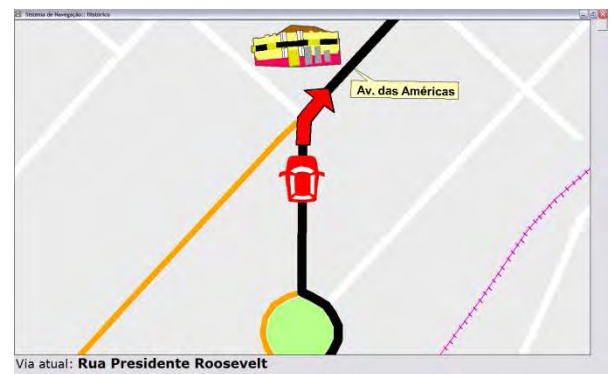 Sistema de Navegação:: Histórico
Av. das Américas
Via atual: Rua Presidente Roosevelt